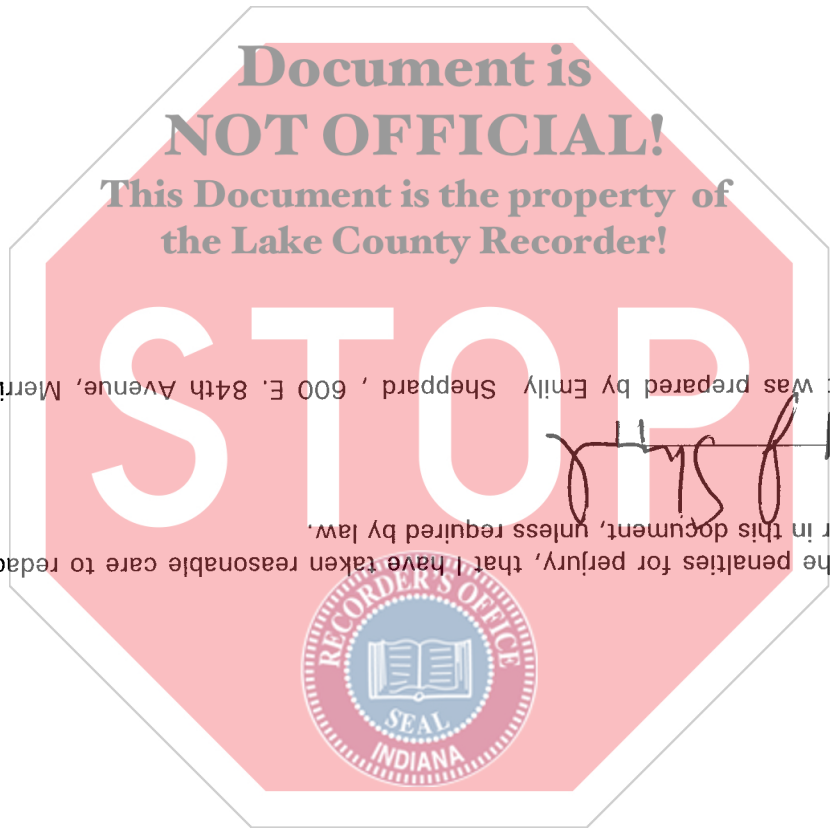 Document is
NOT OFFICIAL!
This Document is the property of
the Lake County Recorder!
STOP
he penalties for perjury, that I have taken reasonable care to redac
r in this document, unless required by law.
was prepared by Emily Sheppard , 600 E. 84th Avenue, Merri
RECORDER'S OFFICE
SEAL
INDIANA